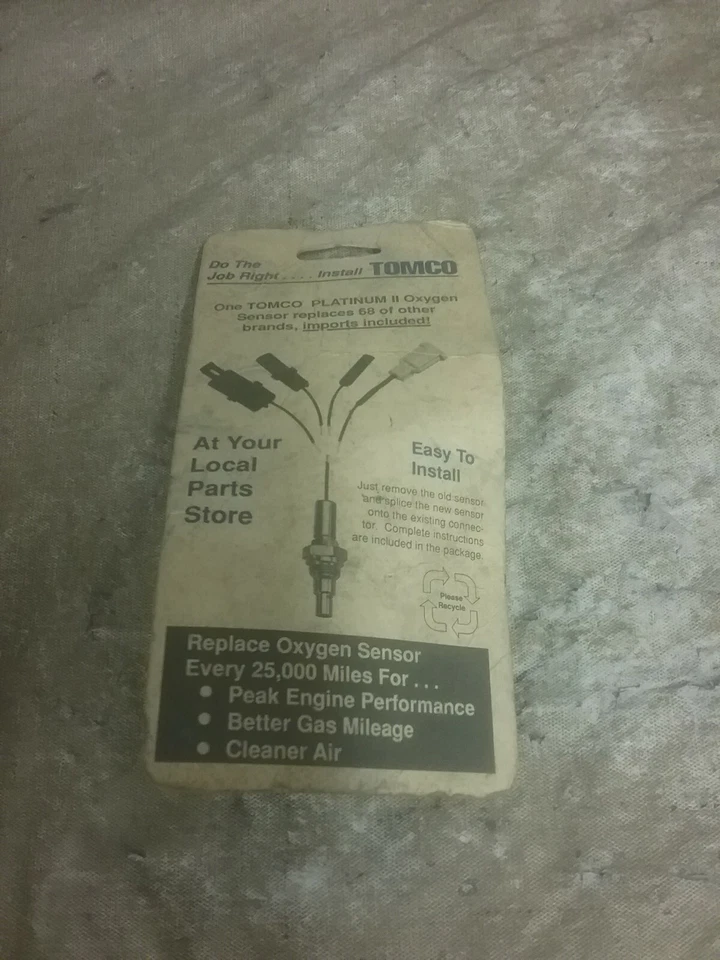 Do The
Job Right . . . . Install TOMCO
One TOMCO PLATINUM II Oxygen
Sensor replaces 68 of other
brands, imports included!
At Your
Local
Parts
Store
Easy To
Install
Just remove the old sensor
and splice the new sensor
onto the existing connec-
tor. Complete instructions
are included in the package.
Please
Recycle
Replace Oxygen Sensor
Every 25,000 Miles For . . .
• Peak Engine Performance
• Better Gas Mileage
• Cleaner Air